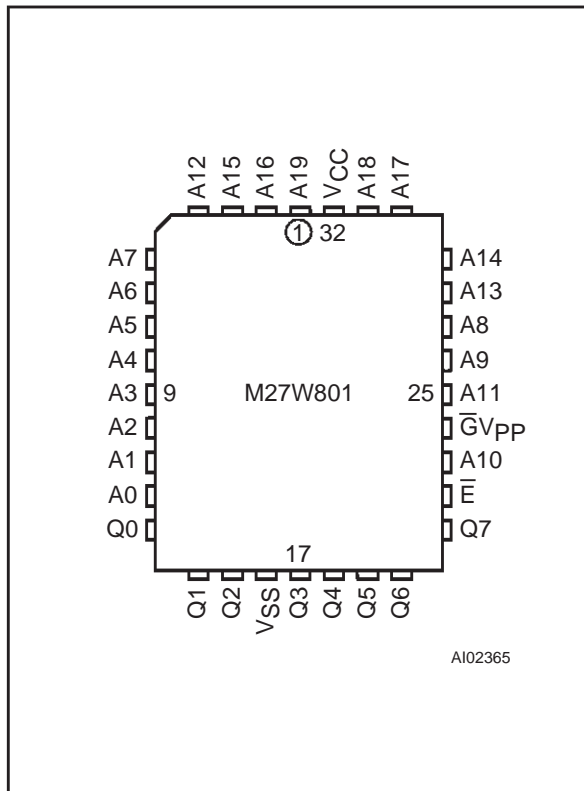 A12 A15 A16 A19 VCC A18 A17
1 32
A7 A14
A6 A13
A5 A8
A4 A9
A3 9 M27W801 25 A11
A2 G̅VPP
A1 A10
A0 E̅
Q0 Q7
17
Q1 Q2 VSS Q3 Q4 Q5 Q6
AI02365